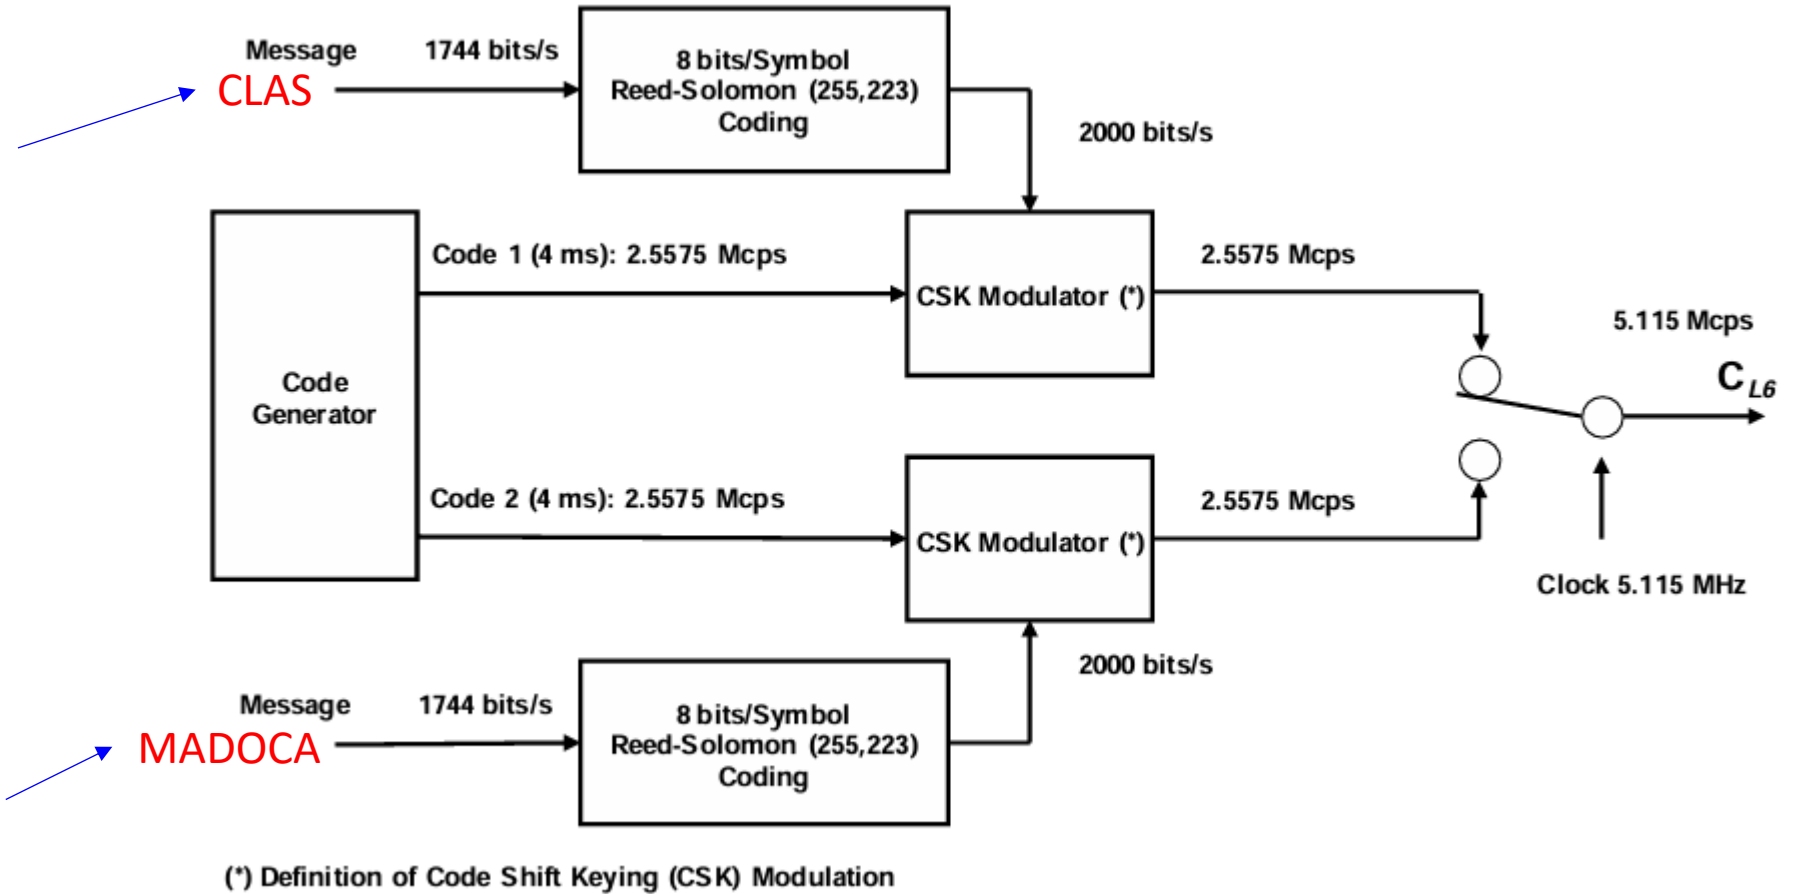 Message 1744 bits/s
CLAS
8 bits/Symbol
Reed-Solomon (255,223)
Coding
2000 bits/s
Code 1 (4 ms): 2.5575 Mcps
CSK Modulator (*)
2.5575 Mcps
Code
Generator
5.115 Mcps
C L6
Code 2 (4 ms): 2.5575 Mcps
CSK Modulator (*)
2.5575 Mcps
Clock 5.115 MHz
2000 bits/s
Message 1744 bits/s
MADOCA
8 bits/Symbol
Reed-Solomon (255,223)
Coding
(*) Definition of Code Shift Keying (CSK) Modulation